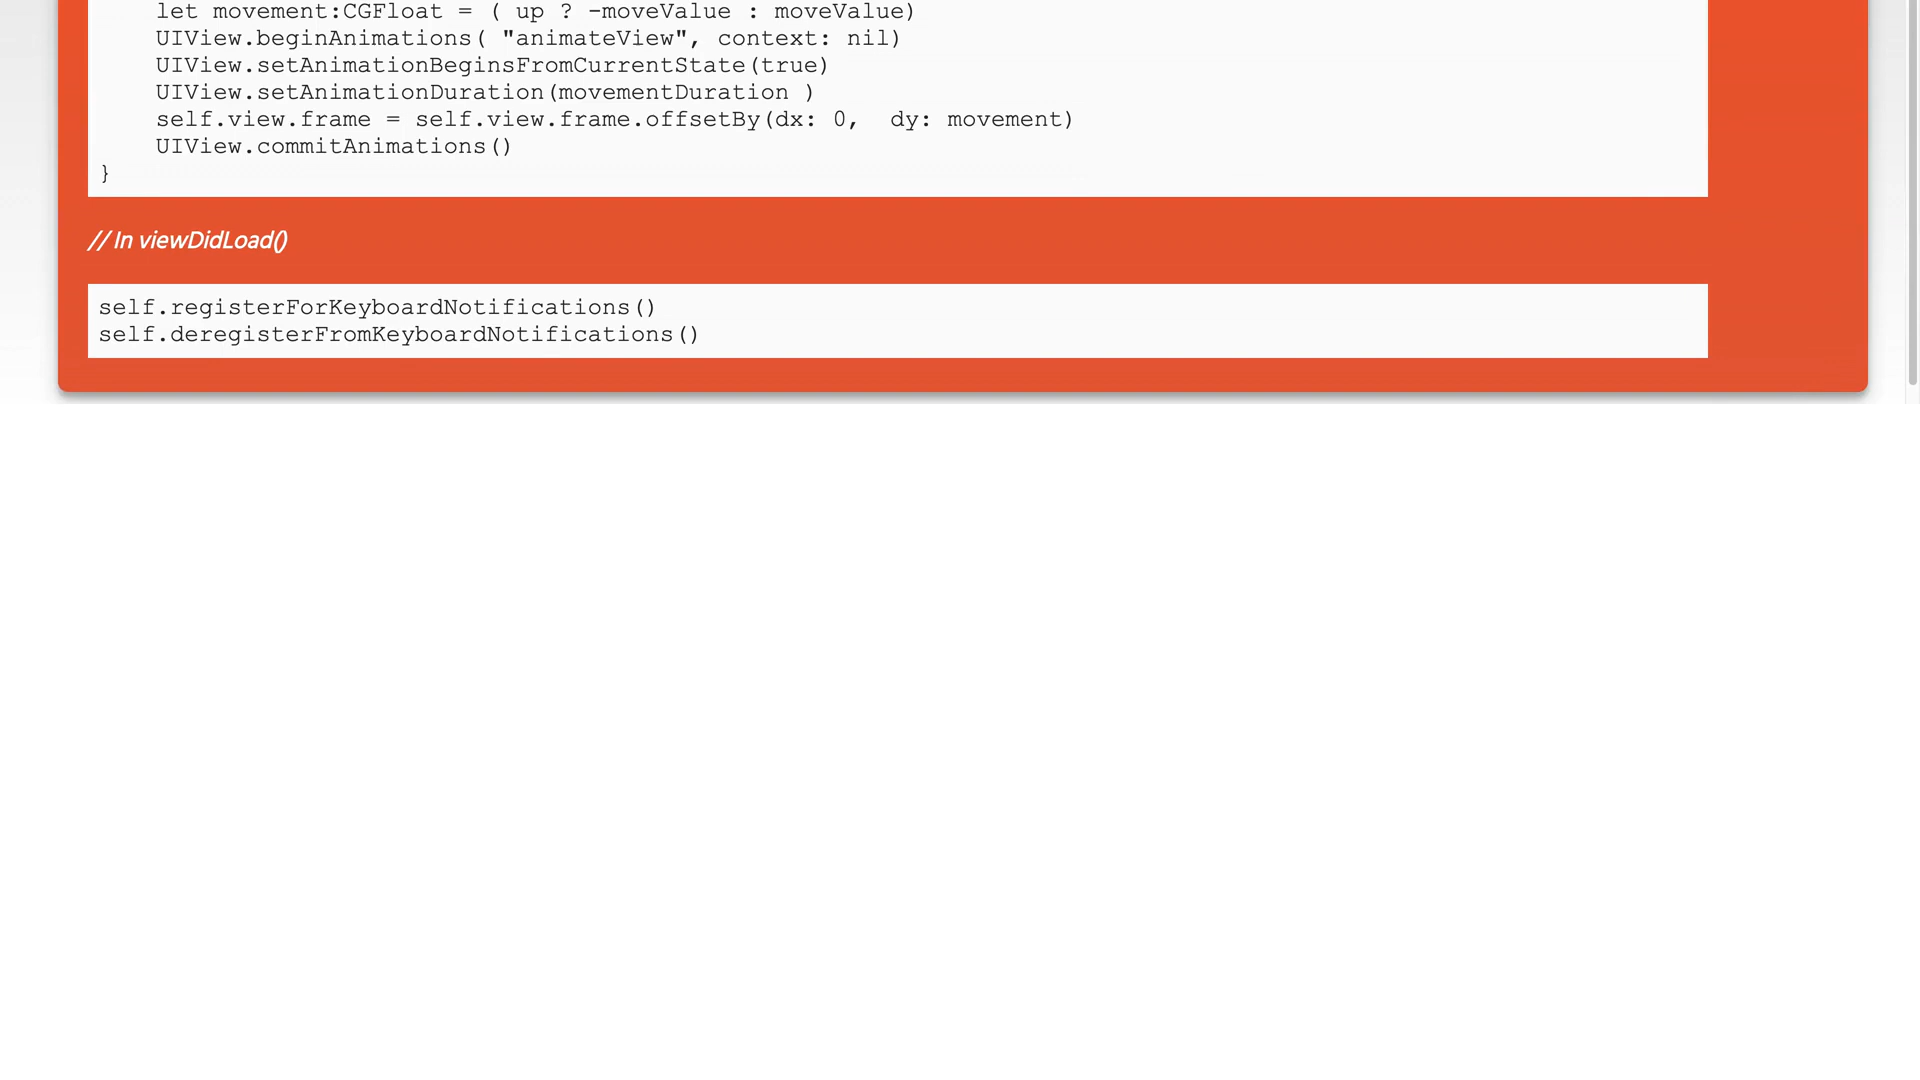 let movement:CGFloat = ( up ? -moveValue : moveValue)
UIView.beginAnimations( "animateView", context: nil)
UIView.setAnimationBeginsFromCurrentState(true)
UIView.setAnimationDuration(movementDuration )
self.view.frame = self.view.frame.offsetBy(dx: 0,  dy: movement)
UIView.commitAnimations()
}
// In viewDidLoad()
self.registerForKeyboardNotifications()
self.deregisterFromKeyboardNotifications()